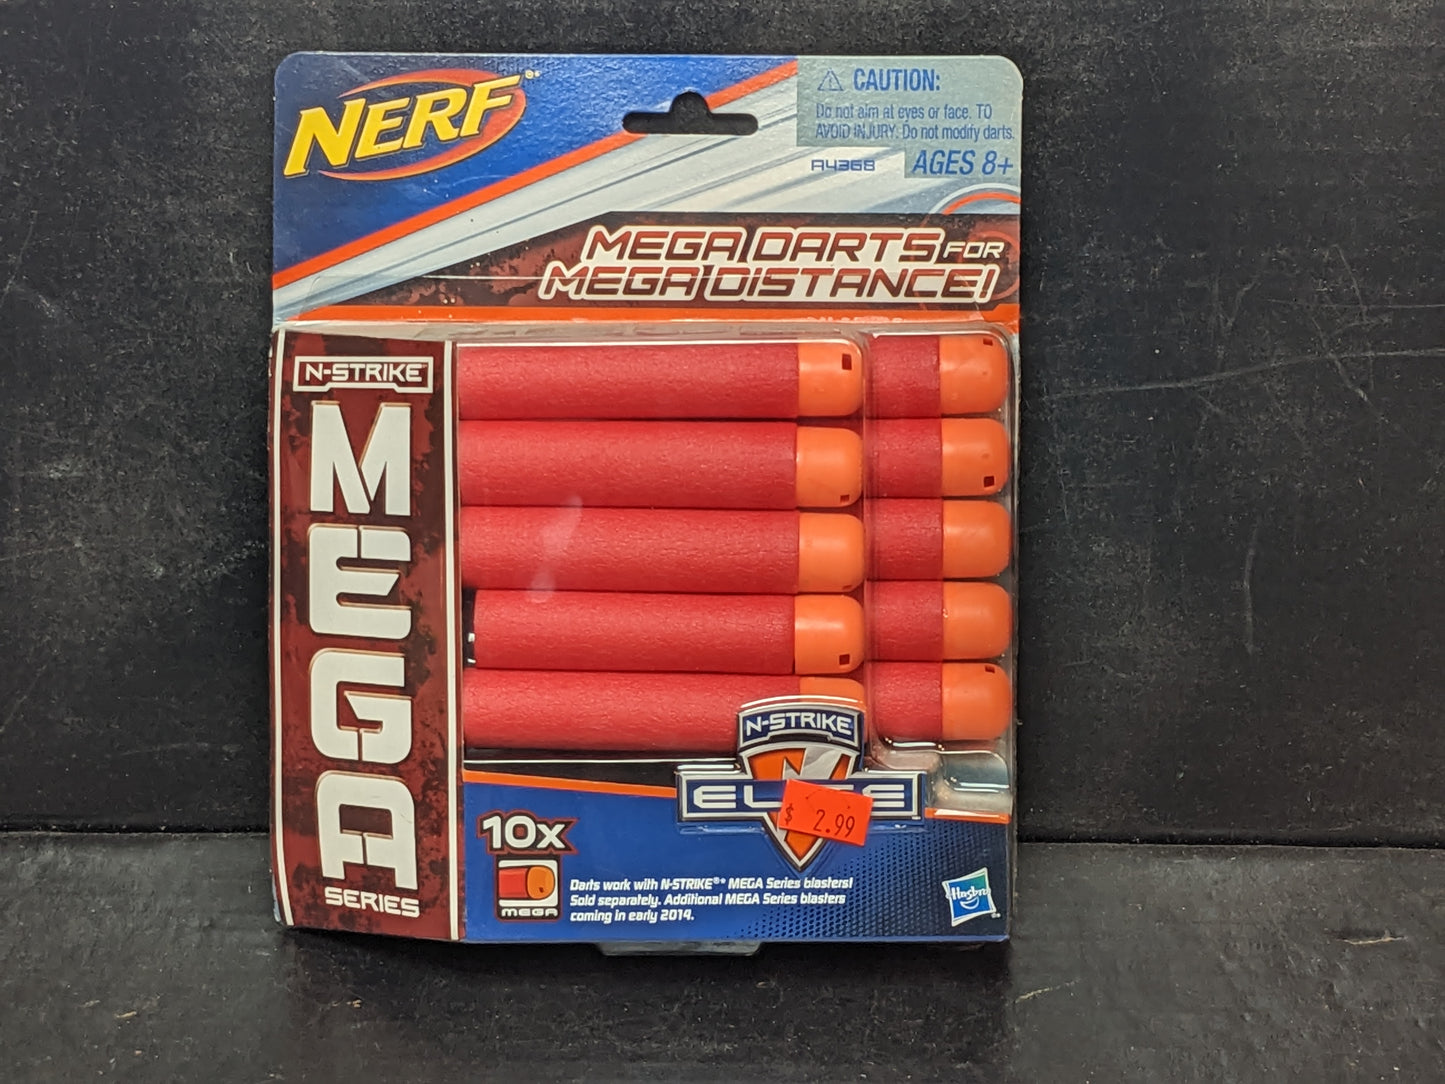 NERF
CAUTION:
Do not aim at eyes or face. TO
AVOID INJURY: Do not modify darts.
A4368
AGES 8+
MEGA DARTS FOR
MEGA DISTANCE!
N-STRIKE™
MEGA
SERIES
N-STRIKE
ELITE
$ 2.99
10x
MEGA
Darts work with N-STRIKE®* MEGA Series blasters!
Sold separately. Additional MEGA Series blasters
coming in early 2014.
Hasbro